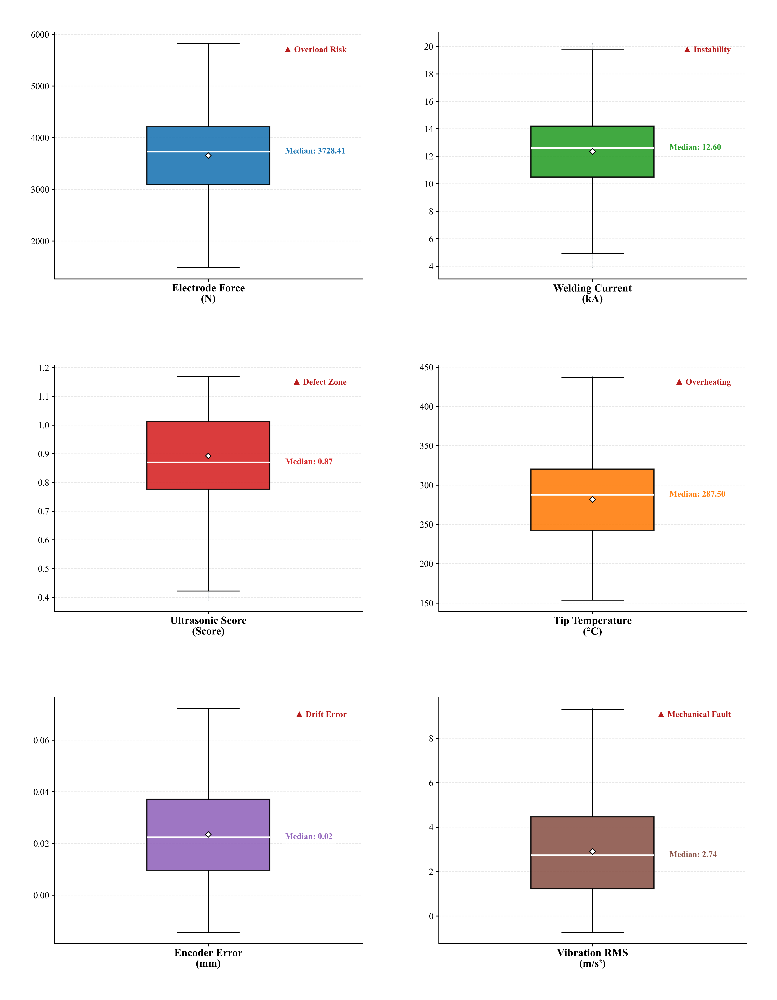 6000
5000
4000
3000
2000
▲ Overload Risk
Median: 3728.41
Electrode Force
(N)
20
18
16
14
12
10
8
6
4
▲ Instability
Median: 12.60
Welding Current
(kA)
1.2
1.1
1.0
0.9
0.8
0.7
0.6
0.5
0.4
▲ Defect Zone
Median: 0.87
Ultrasonic Score
(Score)
450
400
350
300
250
200
150
▲ Overheating
Median: 287.50
Tip Temperature
(°C)
0.06
0.04
0.02
0.00
▲ Drift Error
Median: 0.02
Encoder Error
(mm)
8
6
4
2
0
▲ Mechanical Fault
Median: 2.74
Vibration RMS
(m/s²)